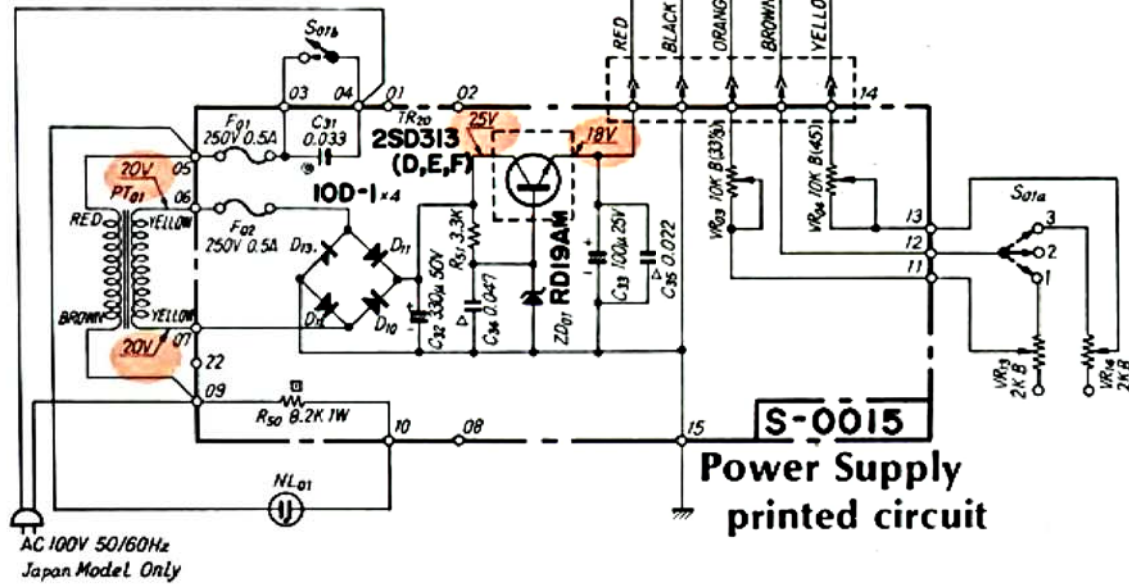 RED
BLACK
ORANG
BROWN
YELLO
S01b
03
04
01
02
14
TR20
F01
250V 0.5A
C31
0.033
2SD313
(D,E,F)
25V
18V
05
20V
PT01
06
RED
YELLOW
F02
250V 0.5A
10D-1 ×4
D13
D11
D10
R51 3.3K
C32 330μ 50V
C34 0.047
RD19AM
ZD01
C33 100μ 25V
C35 0.022
VR03 10K B(33%)
VR04 10K B(45)
13
12
11
S01a
3
2
1
BROWN
YELLOW
20V
07
22
09
R50 8.2K 1W
10
08
15
VR13
2K B
VR14
2K B
S-0015
Power Supply
printed circuit
NL01
AC 100V 50/60Hz
Japan Model Only